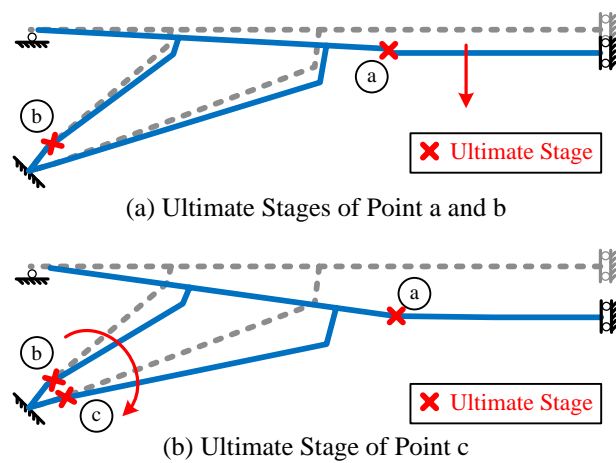 a
b
Ultimate Stage
(a) Ultimate Stages of Point a and b
a
b
c
Ultimate Stage
(b) Ultimate Stage of Point c